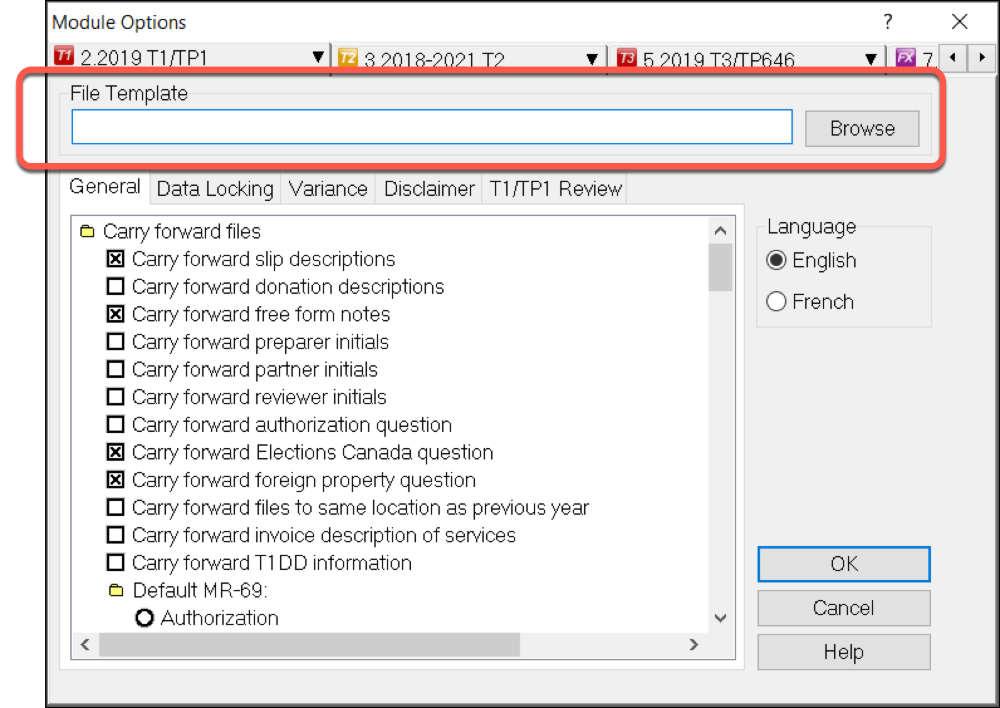 Module Options ?
T1 2.2019 T1/TP1 T2 3.2018-2021 T2 T3 5.2019 T3/TP646 FX 7.
File Template
Browse
General Data Locking Variance Disclaimer T1/TP1 Review
Carry forward files
Carry forward slip descriptions
Carry forward donation descriptions
Carry forward free form notes
Carry forward preparer initials
Carry forward partner initials
Carry forward reviewer initials
Carry forward authorization question
Carry forward Elections Canada question
Carry forward foreign property question
Carry forward files to same location as previous year
Carry forward invoice description of services
Carry forward T1DD information
Default MR-69:
Authorization
Language
English
French
OK
Cancel
Help